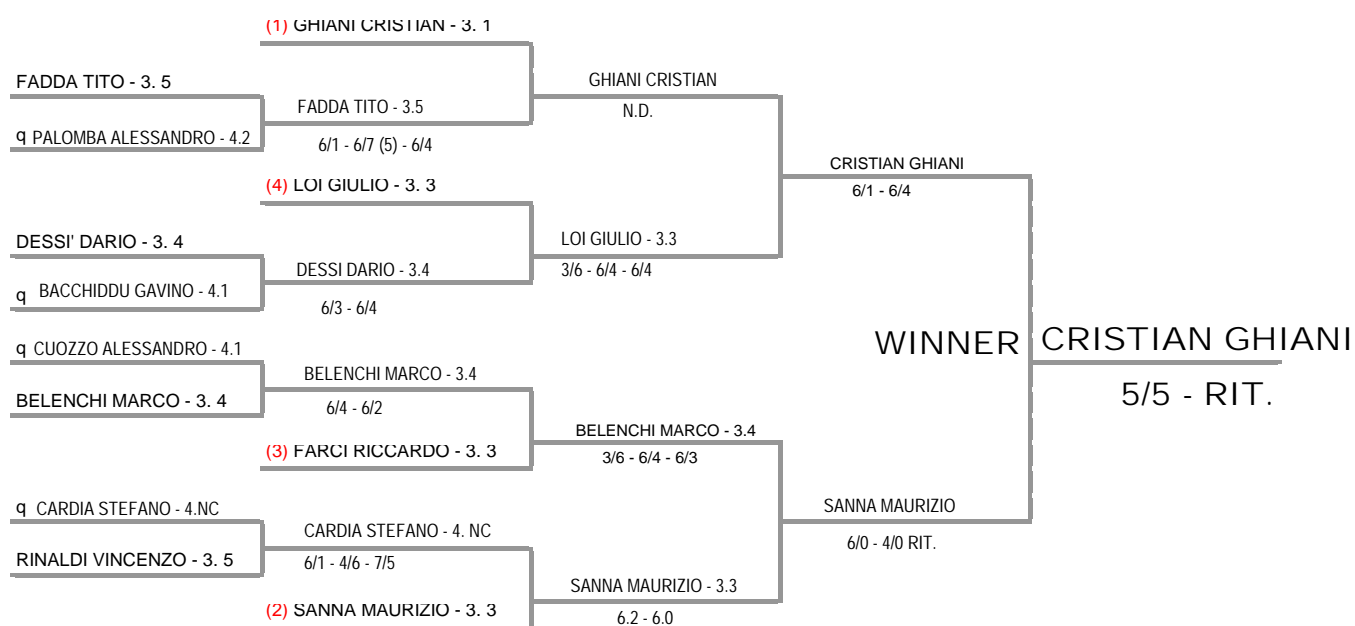 (1) GHIANI CRISTIAN - 3. 1
FADDA TITO - 3. 5
GHIANI CRISTIAN
FADDA TITO - 3.5
N.D.
q PALOMBA ALESSANDRO - 4.2
6/1 - 6/7 (5) - 6/4
CRISTIAN GHIANI
(4) LOI GIULIO - 3. 3
6/1 - 6/4
DESSI' DARIO - 3. 4
LOI GIULIO - 3.3
DESSI DARIO - 3.4
3/6 - 6/4 - 6/4
q BACCHIDDU GAVINO - 4.1
6/3 - 6/4
q CUOZZO ALESSANDRO - 4.1
WINNER CRISTIAN GHIANI
BELENCHI MARCO - 3.4
BELENCHI MARCO - 3. 4
6/4 - 6/2
5/5 - RIT.
BELENCHI MARCO - 3.4
(3) FARCI RICCARDO - 3. 3
3/6 - 6/4 - 6/3
q CARDIA STEFANO - 4.NC
SANNA MAURIZIO
CARDIA STEFANO - 4. NC
6/0 - 4/0 RIT.
RINALDI VINCENZO - 3. 5
6/1 - 4/6 - 7/5
SANNA MAURIZIO - 3.3
(2) SANNA MAURIZIO - 3. 3
6.2 - 6.0